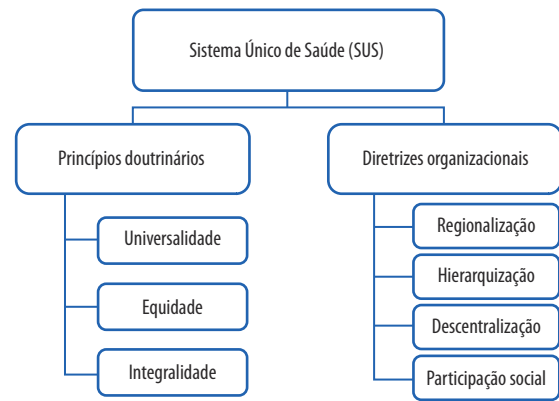 Sistema Único de Saúde (SUS)
Princípios doutrinários
Universalidade
Equidade
Integralidade
Diretrizes organizacionais
Regionalização
Hierarquização
Descentralização
Participação social